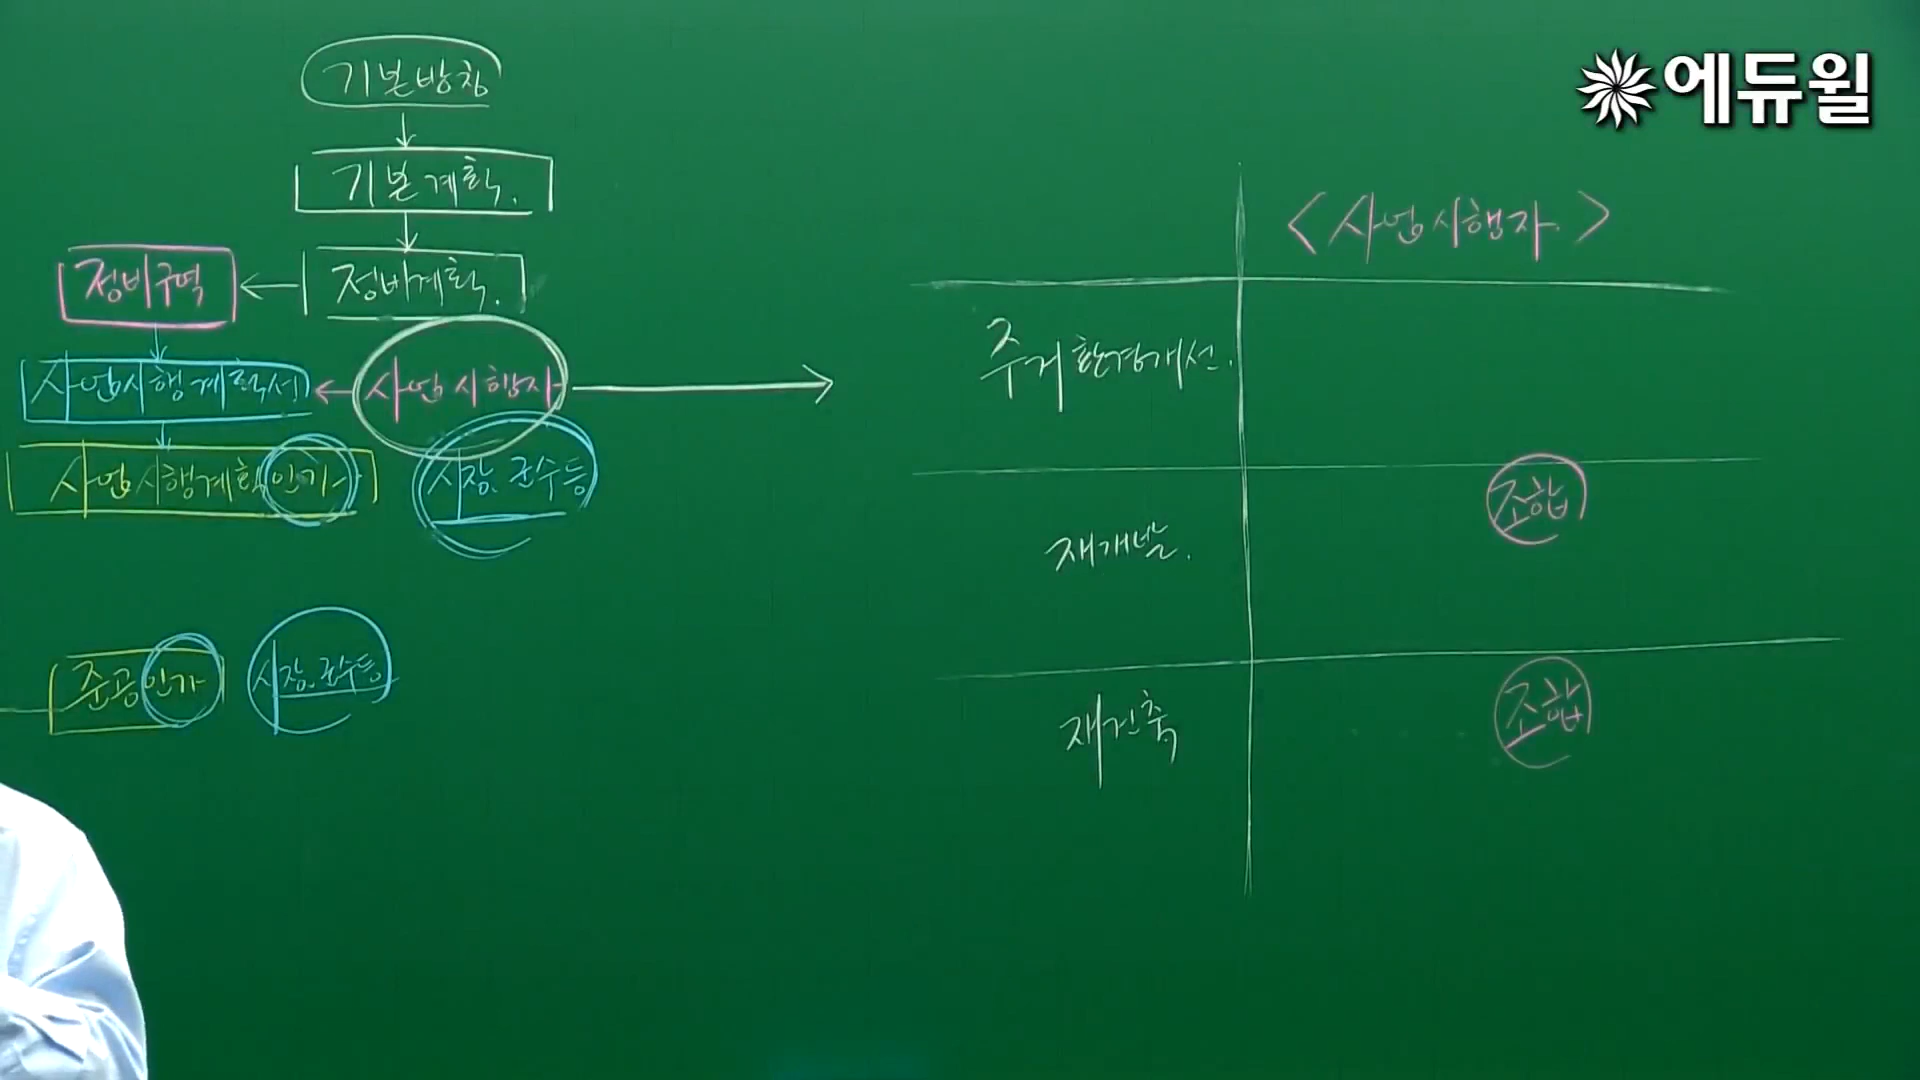 에듀윌
기본방침
기본계획.
정비계획.
정비구역
사업시행계획서
사업시행자
사업시행계획인가
시장.군수등
준공인가
시장.군수등
<사업시행자.>
주거환경개선.
재개발.
조합
재건축
조합